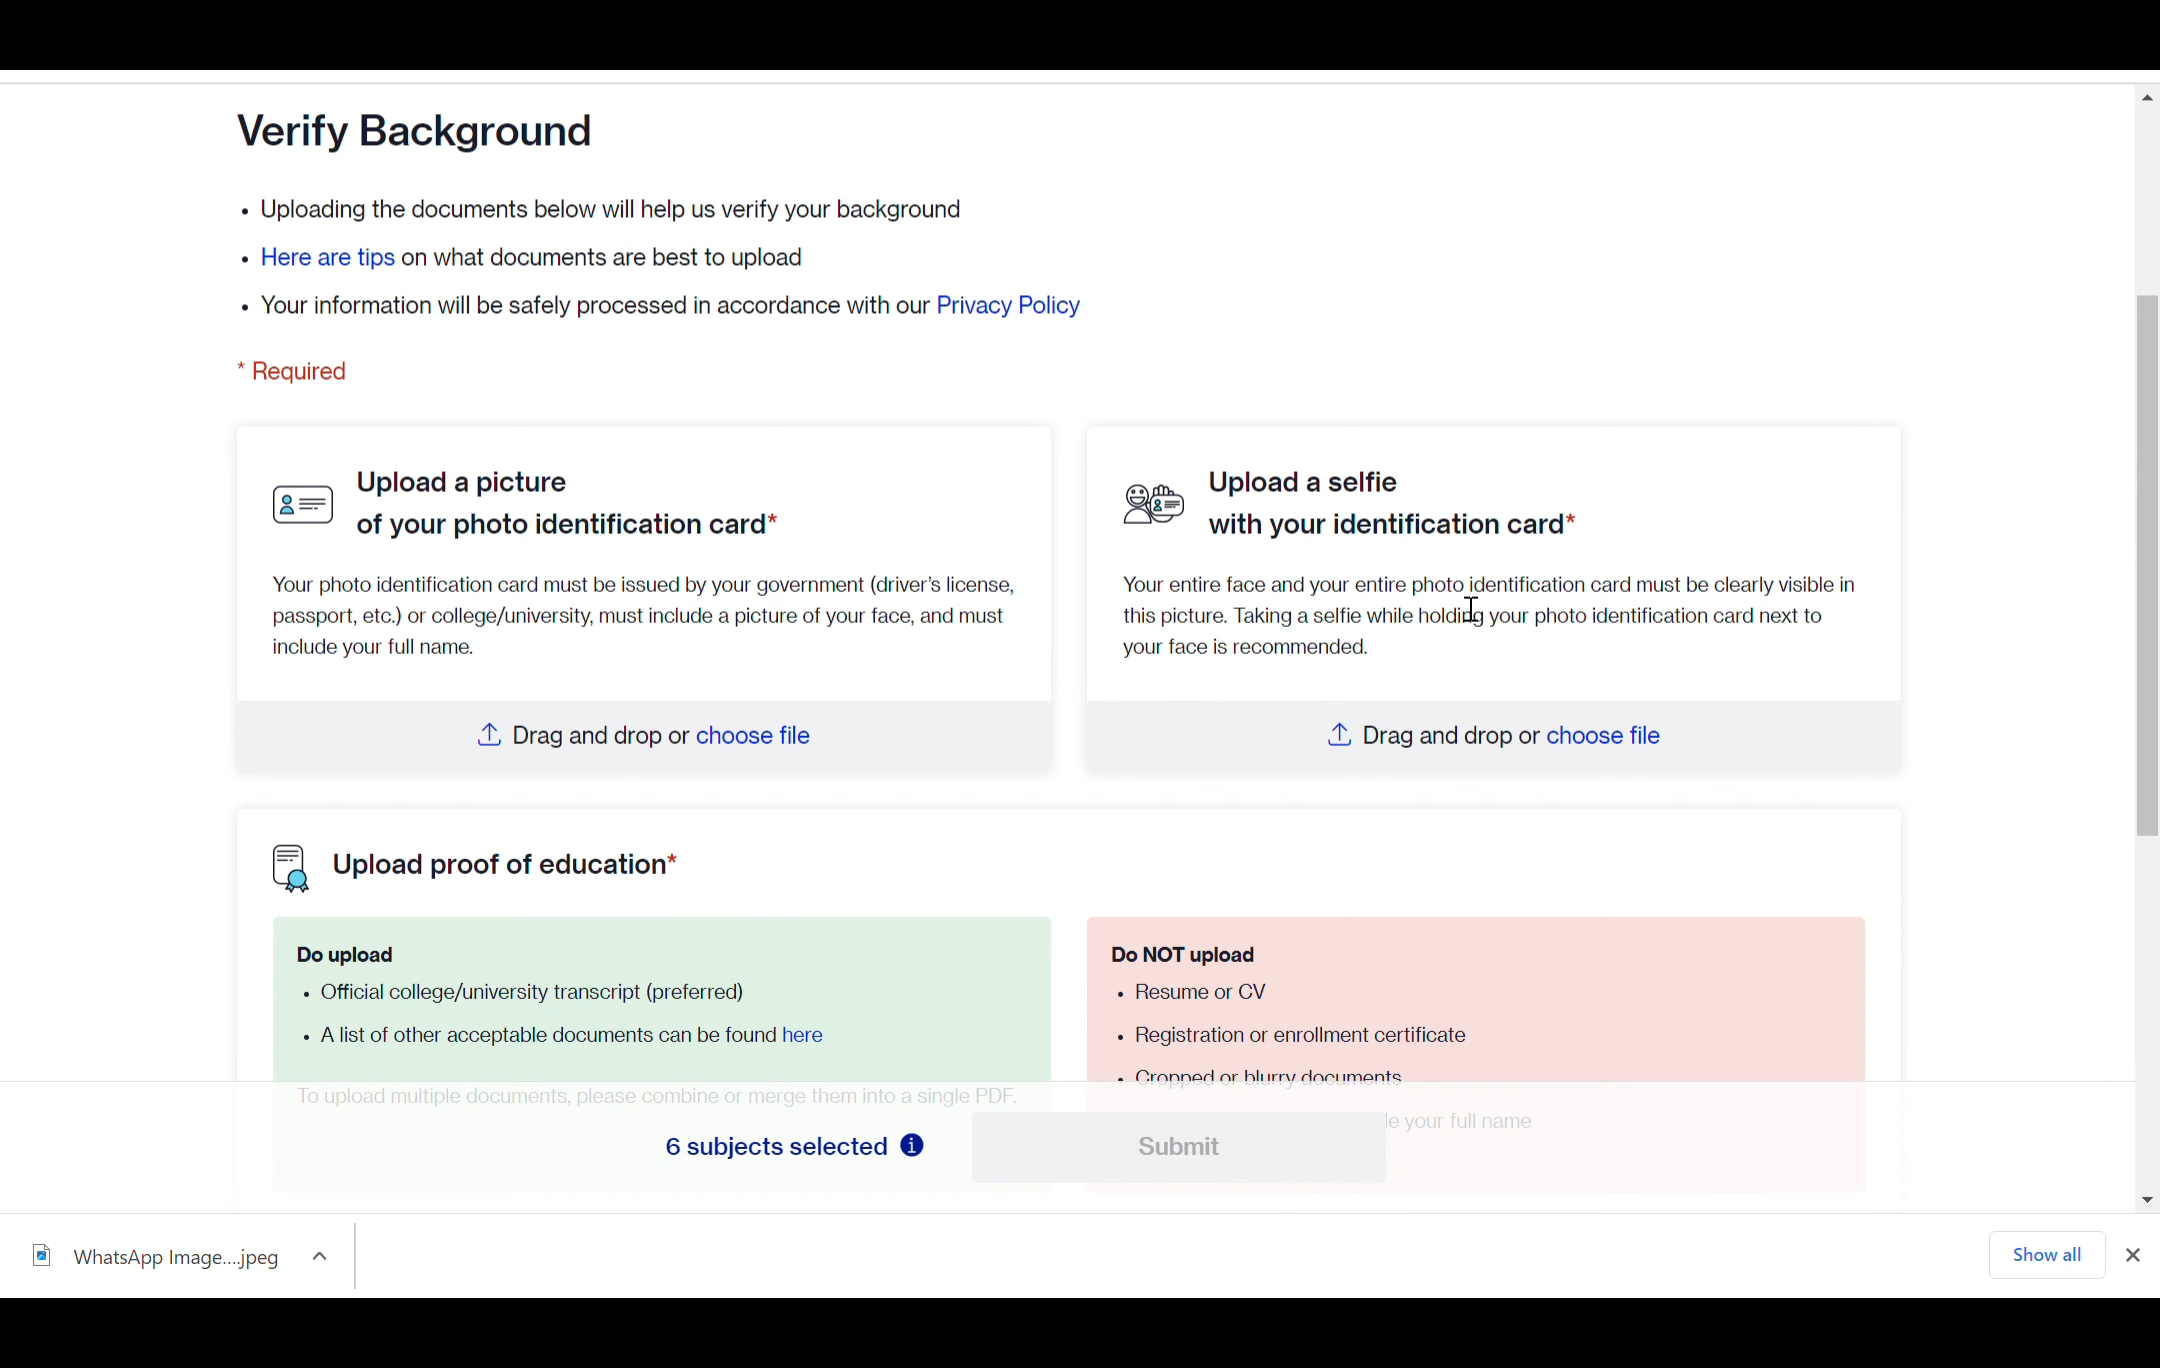 Verify Background
• Uploading the documents below will help us verify your background
• Here are tips on what documents are best to upload
• Your information will be safely processed in accordance with our Privacy Policy
* Required
Upload a picture
of your photo identification card*
Your photo identification card must be issued by your government (driver's license,
passport, etc.) or college/university, must include a picture of your face, and must
include your full name.
Drag and drop or choose file
Upload a selfie
with your identification card*
Your entire face and your entire photo identification card must be clearly visible in
this picture. Taking a selfie while holding your photo identification card next to
your face is recommended.
Drag and drop or choose file
Upload proof of education*
Do upload
• Official college/university transcript (preferred)
• A list of other acceptable documents can be found here
To upload multiple documents, please combine or merge them into a single PDF.
Do NOT upload
• Resume or CV
• Registration or enrollment certificate
• Cropped or blurry documents
your full name
6 subjects selected
Submit
WhatsApp Image....jpeg
Show all